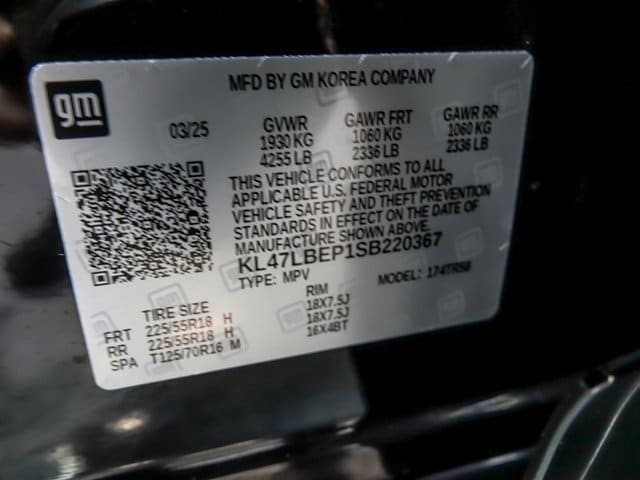 gm
MFD BY GM KOREA COMPANY
03/25
GVWR GAWR FRT GAWR RR
1930 KG 1060 KG 1060 KG
4255 LB 2336 LB 2336 LB
THIS VEHICLE CONFORMS TO ALL
APPLICABLE U.S. FEDERAL MOTOR
VEHICLE SAFETY AND THEFT PREVENTION
STANDARDS IN EFFECT ON THE DATE OF
MANUFACTURE SHOWN ABOVE.
KL47LBEP1SB220367
TYPE: MPV MODEL:
TIRE SIZE RIM
FRT 225/55R18 H 18X7.5J
RR 225/55R18 H 18X7.5J
SPA T125/70R16 M 16X4BT